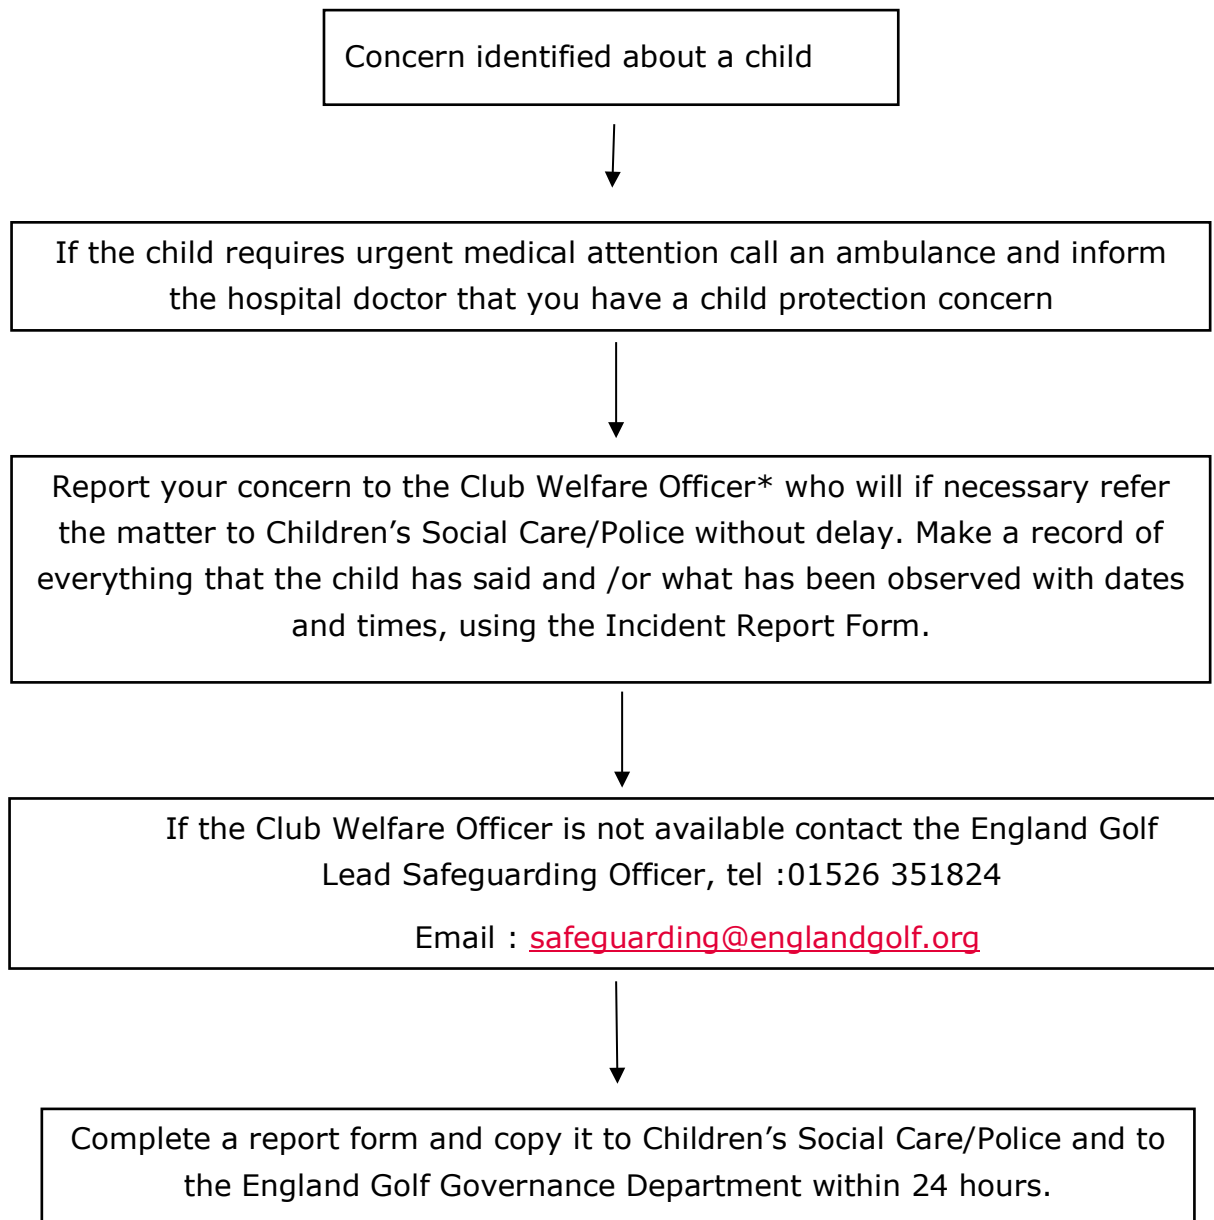 Concern identified about a child
If the child requires urgent medical attention call an ambulance and inform
the hospital doctor that you have a child protection concern
Report your concern to the Club Welfare Officer* who will if necessary refer
the matter to Children’s Social Care/Police without delay. Make a record of
everything that the child has said and /or what has been observed with dates
and times, using the Incident Report Form.
If the Club Welfare Officer is not available contact the England Golf
Lead Safeguarding Officer, tel :01526 351824
Email : safeguarding@englandgolf.org
Complete a report form and copy it to Children’s Social Care/Police and to
the England Golf Governance Department within 24 hours.